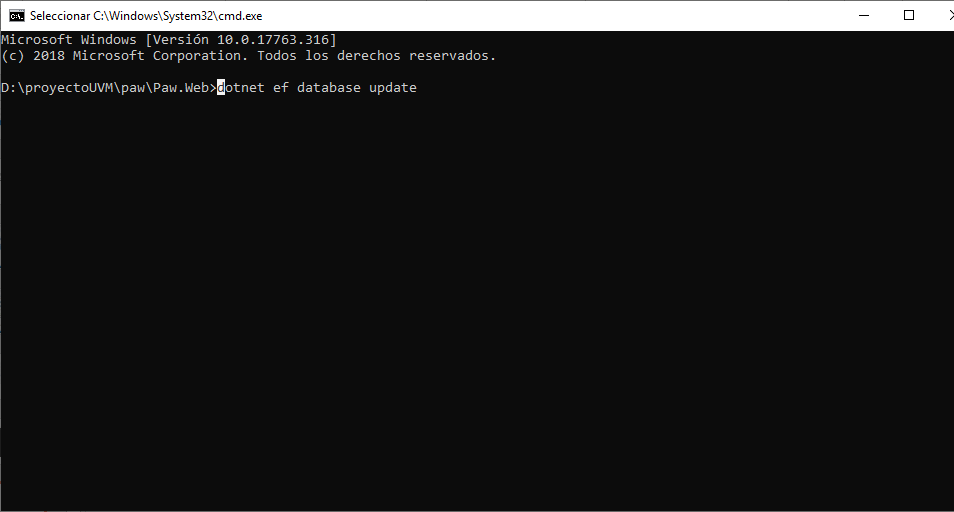 Seleccionar C:\Windows\System32\cmd.exe
Microsoft Windows [Versión 10.0.17763.316]
(c) 2018 Microsoft Corporation. Todos los derechos reservados.
D:\proyectoUVM\paw\Paw.Web>dotnet ef database update